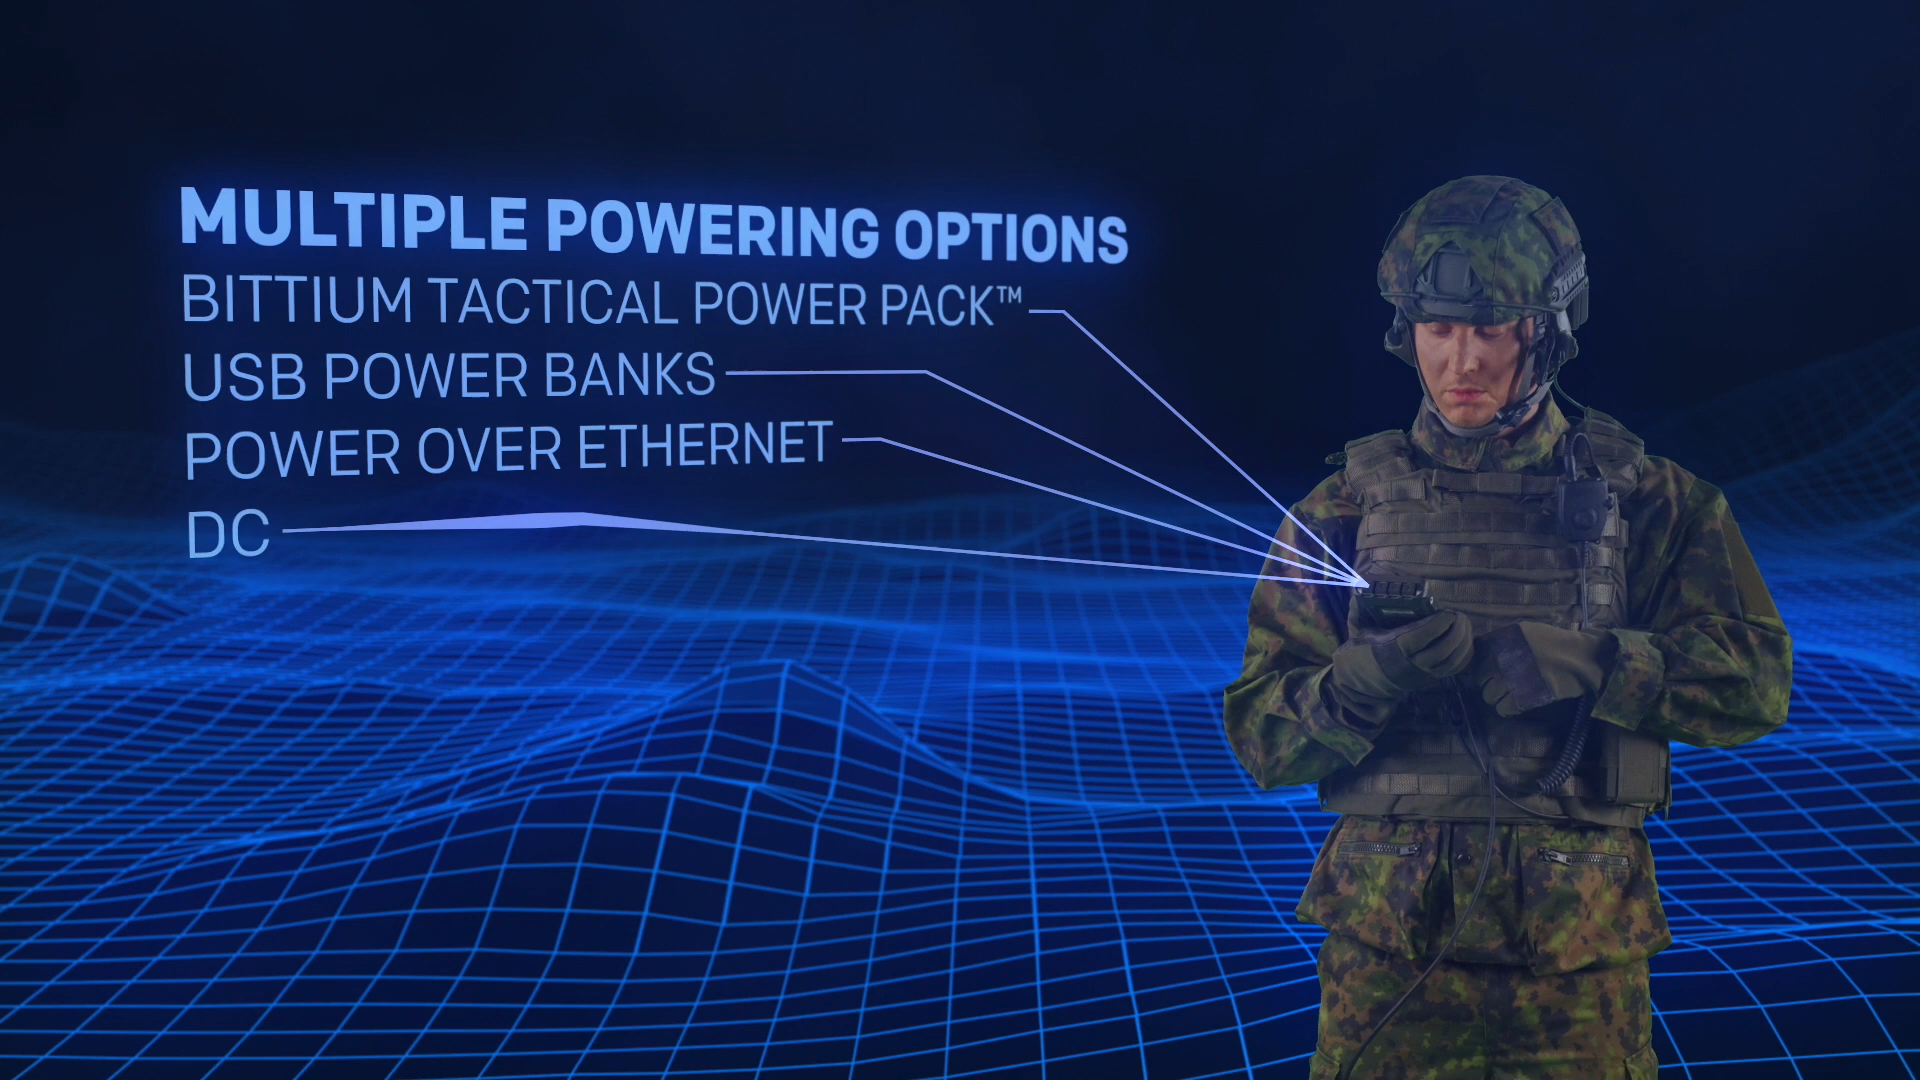 MULTIPLE POWERING OPTIONS
BITTIUM TACTICAL POWER PACK™
USB POWER BANKS
POWER OVER ETHERNET
DC